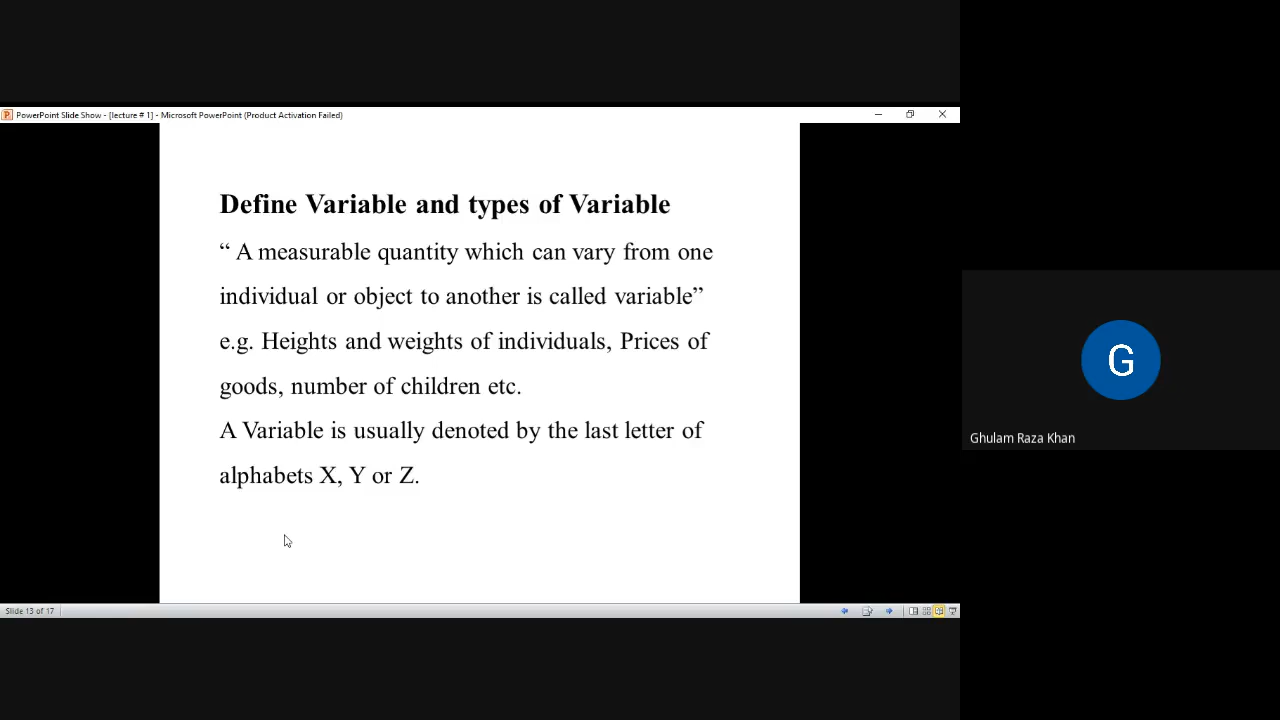 PowerPoint Slide Show - [lecture # 1] - Microsoft PowerPoint (Product Activation Failed)
Define Variable and types of Variable
“ A measurable quantity which can vary from one
individual or object to another is called variable”
e.g. Heights and weights of individuals, Prices of
goods, number of children etc.
A Variable is usually denoted by the last letter of
alphabets X, Y or Z.
Slide 13 of 17
G
Ghulam Raza Khan